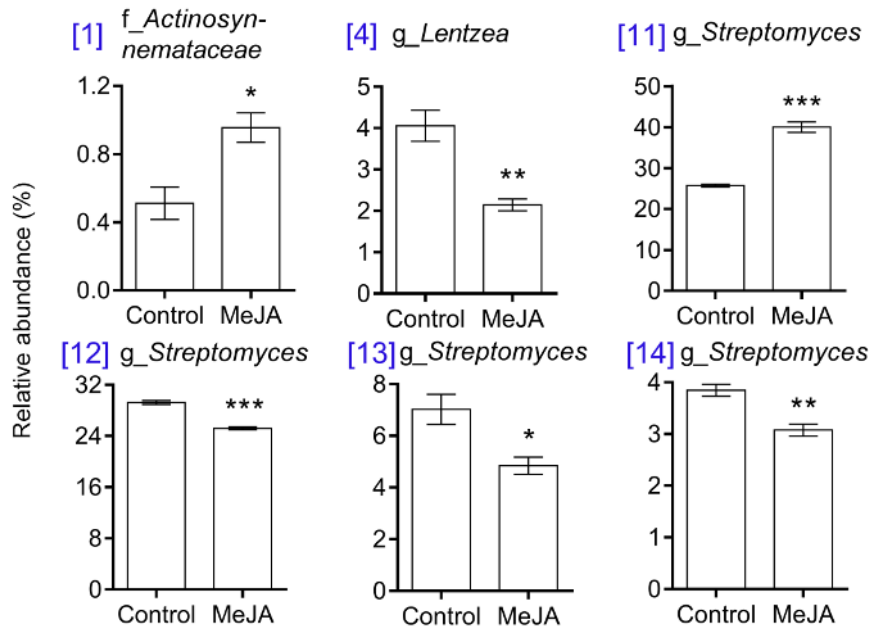 [1] f_Actinosyn-
nemataceae
[4] g_Lentzea
[11] g_Streptomyces
Relative abundance (%)
1.2
0.8
0.4
0.0
*
Control MeJA
5
4
3
2
1
0
**
Control MeJA
50
40
30
20
10
0
***
Control MeJA
[12] g_Streptomyces
[13] g_Streptomyces
[14] g_Streptomyces
32
24
16
8
0
***
Control MeJA
8
6
4
2
0
*
Control MeJA
4
3
2
1
0
**
Control MeJA